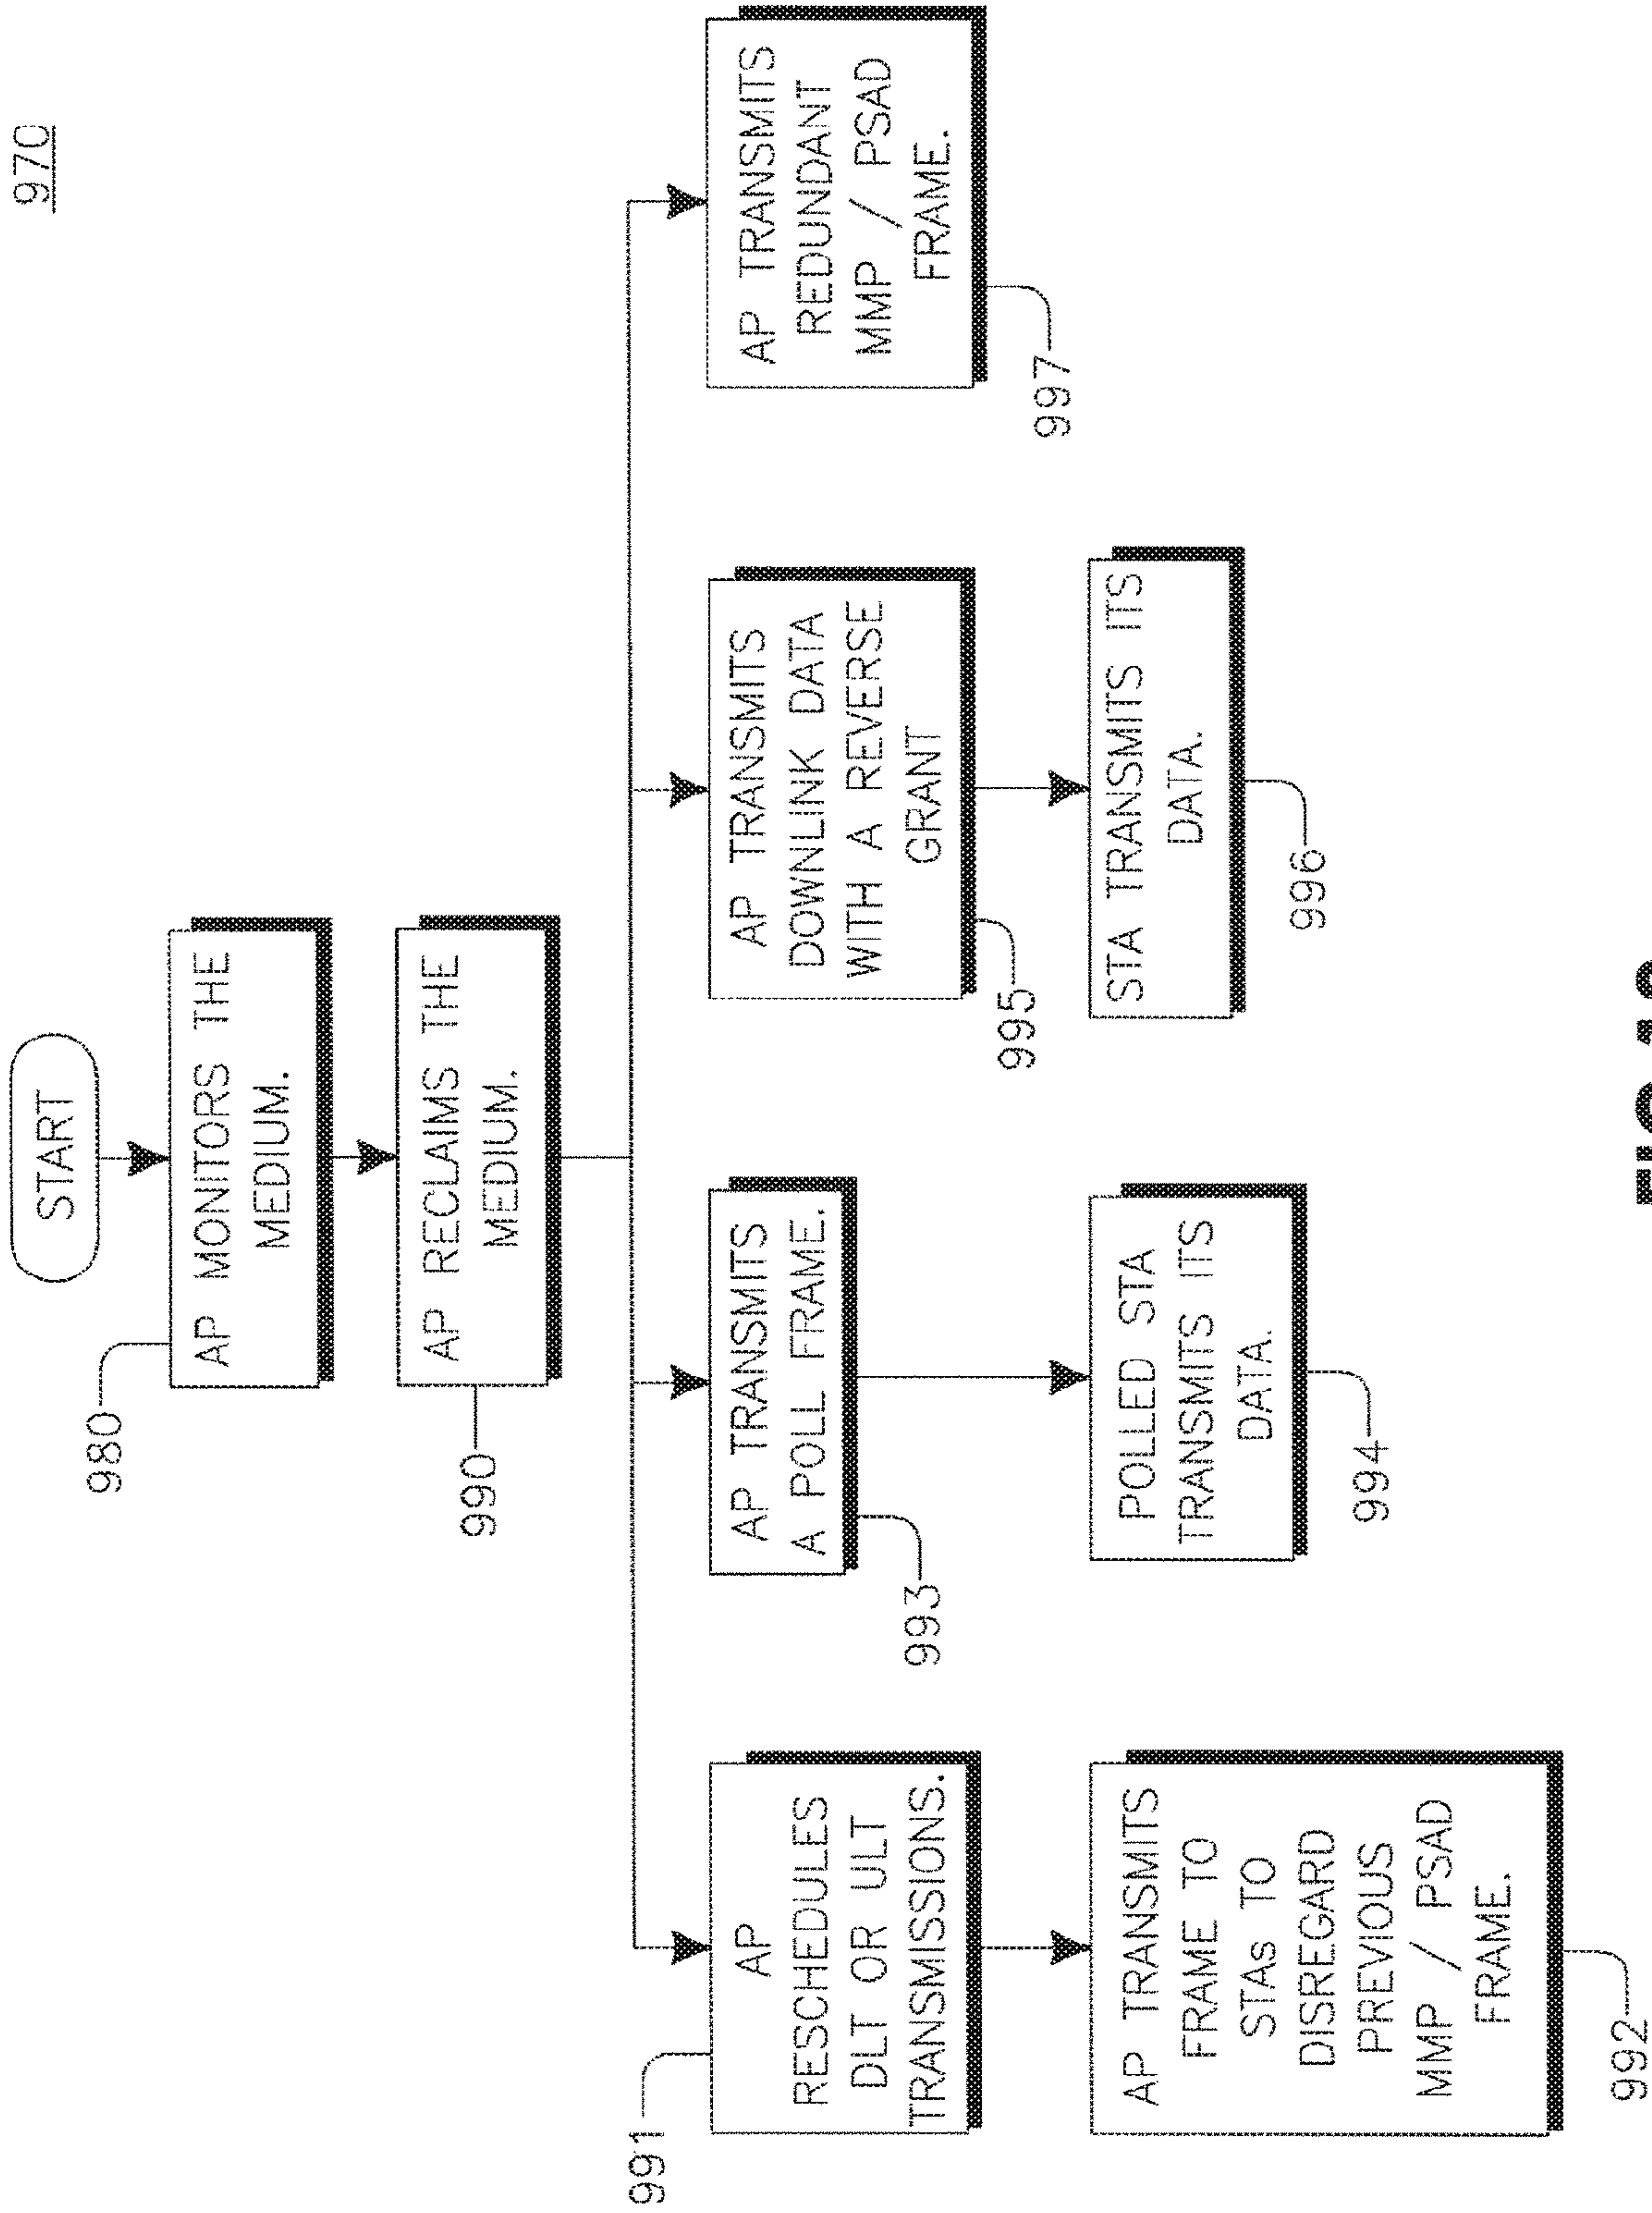 970
START
980
AP MONITORS THE
MEDIUM.
990
AP RECLAIMS THE
MEDIUM.
991
AP
RESCHEDULES
DLT OR ULT
TRANSMISSIONS.
AP TRANSMITS
FRAME TO
STAs TO
DISREGARD
PREVIOUS
MMP / PSAD
FRAME.
992
AP TRANSMITS
A POLL FRAME.
993
POLLED STA
TRANSMITS ITS
DATA.
994
AP TRANSMITS
DOWNLINK DATA
WITH A REVERSE
GRANT
995
STA TRANSMITS ITS
DATA.
996
AP TRANSMITS
REDUNDANT
MMP / PSAD
FRAME.
997